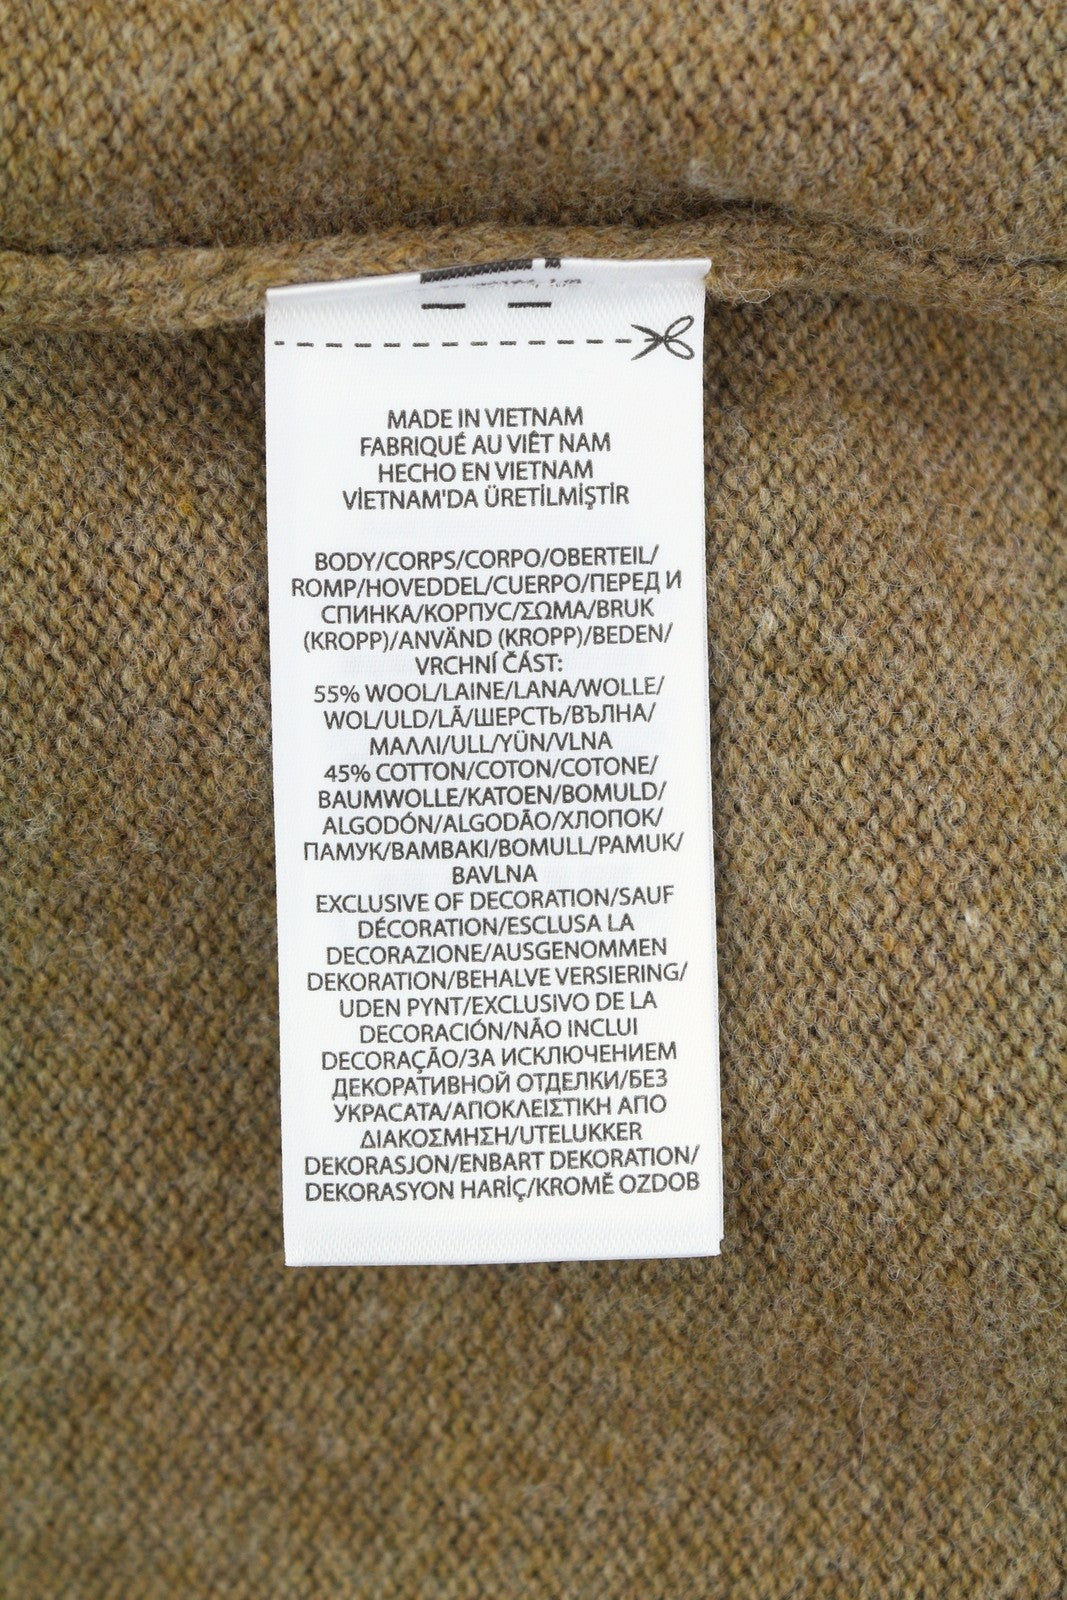 MADE IN VIETNAM
FABRIQUÉ AU VIÊT NAM
HECHO EN VIETNAM
VİETNAM'DA ÜRETİLMİŞTİR
BODY/CORPS/CORPO/OBERTEIL/
ROMP/HOVEDDEL/CUERPO/ПЕРЕД И
СПИНКА/КОРПУС/ΣΩΜΑ/BRUK
(KROPP)/ANVÄND (KROPP)/BEDEN/
VRCHNÍ ČÁST:
55% WOOL/LAINE/LANA/WOLLE/
WOL/ULD/LÃ/ШЕРСТЬ/ВЪЛНА/
ΜΑΛΛΙ/ULL/YÜN/VLNA
45% COTTON/COTON/COTONE/
BAUMWOLLE/KATOEN/BOMULD/
ALGODÓN/ALGODÃO/ХЛОПОК/
ПАМУК/ΒΑΜΒΑΚΙ/BOMULL/PAMUK/
BAVLNA
EXCLUSIVE OF DECORATION/SAUF
DÉCORATION/ESCLUSA LA
DECORAZIONE/AUSGENOMMEN
DEKORATION/BEHALVE VERSIERING/
UDEN PYNT/EXCLUSIVO DE LA
DECORACIÓN/NÃO INCLUI
DECORAÇÃO/ЗА ИСКЛЮЧЕНИЕМ
ДЕКОРАТИВНОЙ ОТДЕЛКИ/БЕЗ
УКРАСАТА/ΑΠΟΚΛΕΙΣΤΙΚΗ ΑΠΟ
ΔΙΑΚΟΣΜΗΣΗ/UTELUKKER
DEKORASJON/ENBART DEKORATION/
DEKORASYON HARİÇ/KROMĚ OZDOB